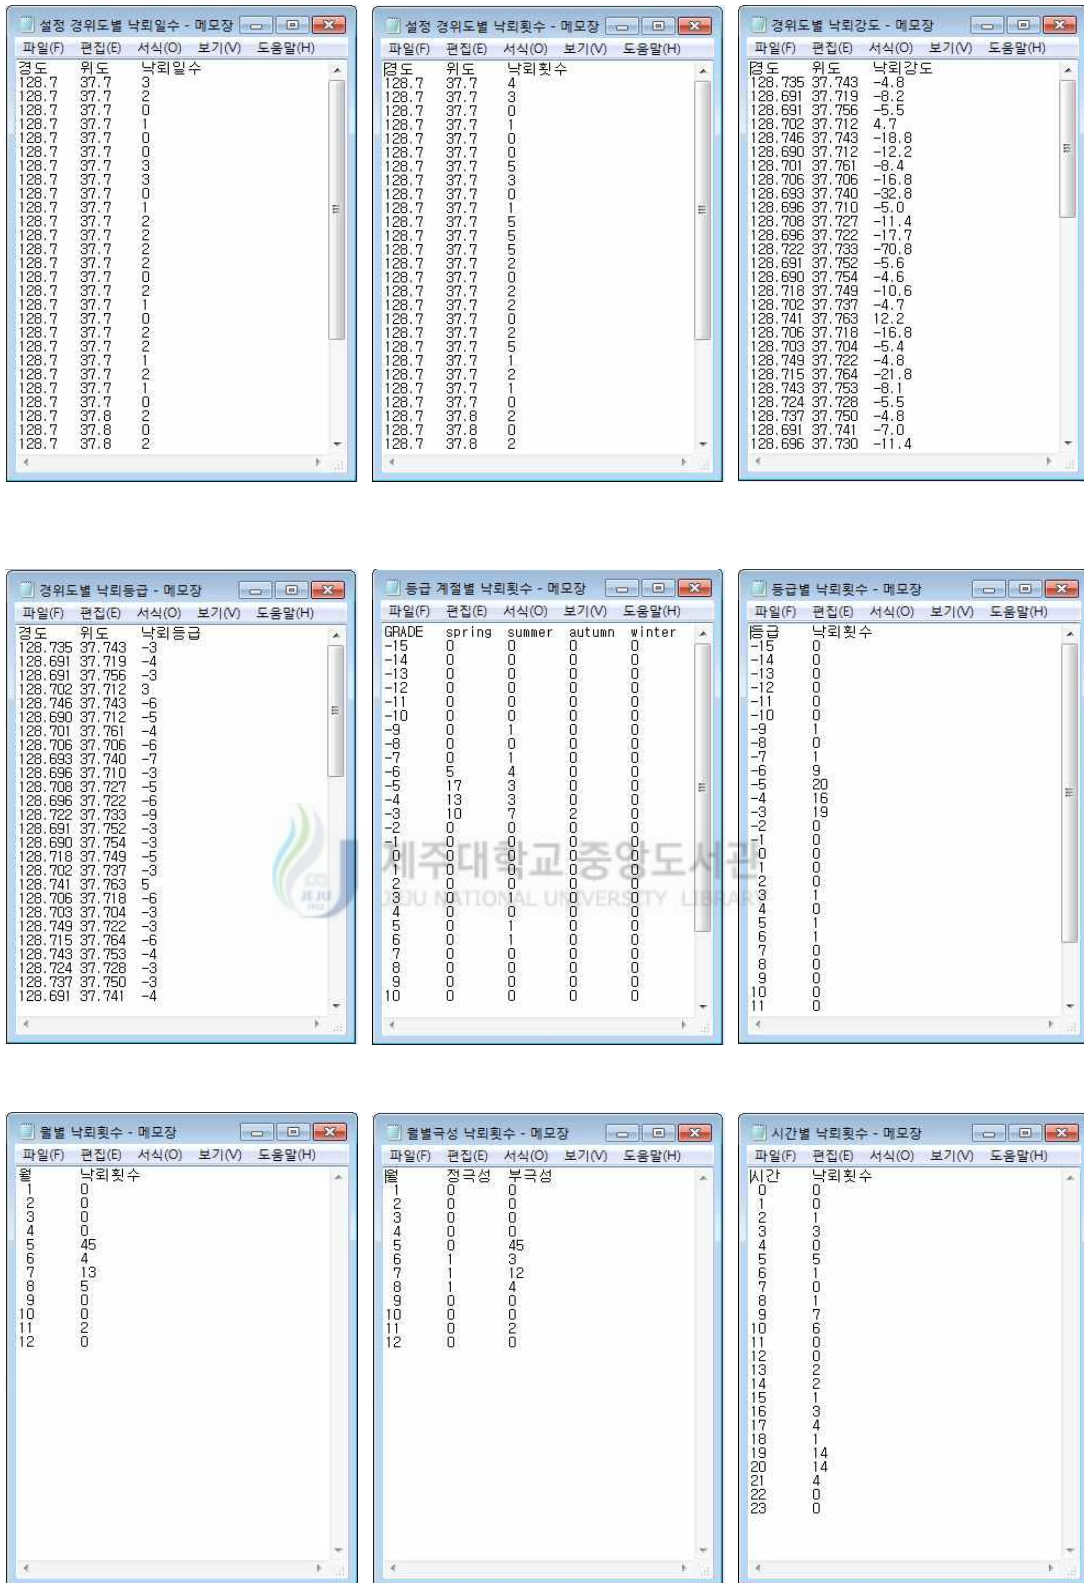 설정 경위도별 낙뢰일수 - 메모장
파일(F) 편집(E) 서식(O) 보기(V) 도움말(H)
경도 위도 낙뢰일수
128.7 37.7 3
128.7 37.7 2
128.7 37.7 0
128.7 37.7 1
128.7 37.7 0
128.7 37.7 0
128.7 37.7 3
128.7 37.7 3
128.7 37.7 0
128.7 37.7 1
128.7 37.7 2
128.7 37.7 2
128.7 37.7 2
128.7 37.7 2
128.7 37.7 0
128.7 37.7 2
128.7 37.7 1
128.7 37.7 0
128.7 37.7 2
128.7 37.7 2
128.7 37.7 1
128.7 37.7 2
128.7 37.7 1
128.7 37.7 0
128.7 37.8 2
128.7 37.8 0
128.7 37.8 2
설정 경위도별 낙뢰횟수 - 메모장
파일(F) 편집(E) 서식(O) 보기(V) 도움말(H)
경도 위도 낙뢰횟수
128.7 37.7 4
128.7 37.7 3
128.7 37.7 0
128.7 37.7 1
128.7 37.7 0
128.7 37.7 0
128.7 37.7 5
128.7 37.7 3
128.7 37.7 0
128.7 37.7 1
128.7 37.7 5
128.7 37.7 5
128.7 37.7 5
128.7 37.7 2
128.7 37.7 0
128.7 37.7 2
128.7 37.7 2
128.7 37.7 0
128.7 37.7 2
128.7 37.7 5
128.7 37.7 1
128.7 37.7 2
128.7 37.7 1
128.7 37.7 0
128.7 37.8 2
128.7 37.8 0
128.7 37.8 2
경위도별 낙뢰강도 - 메모장
파일(F) 편집(E) 서식(O) 보기(V) 도움말(H)
경도 위도 낙뢰강도
128.735 37.743 -4.8
128.691 37.719 -8.2
128.691 37.756 -5.5
128.702 37.712 4.7
128.746 37.743 -18.8
128.690 37.712 -12.2
128.701 37.761 -8.4
128.706 37.706 -16.8
128.693 37.740 -32.8
128.696 37.710 -5.0
128.708 37.727 -11.4
128.696 37.722 -17.7
128.722 37.733 -70.8
128.691 37.752 -5.6
128.690 37.754 -4.6
128.718 37.749 -10.6
128.702 37.737 -4.7
128.741 37.763 12.2
128.706 37.718 -16.8
128.703 37.704 -5.4
128.749 37.722 -4.8
128.715 37.764 -21.8
128.743 37.753 -8.1
128.724 37.728 -5.5
128.737 37.750 -4.8
128.691 37.741 -7.0
128.696 37.730 -11.4
경위도별 낙뢰등급 - 메모장
파일(F) 편집(E) 서식(O) 보기(V) 도움말(H)
경도 위도 낙뢰등급
128.735 37.743 -3
128.691 37.719 -4
128.691 37.756 -3
128.702 37.712 3
128.746 37.743 -6
128.690 37.712 -5
128.701 37.761 -4
128.706 37.706 -6
128.693 37.740 -7
128.696 37.710 -3
128.708 37.727 -5
128.696 37.722 -6
128.722 37.733 -9
128.691 37.752 -3
128.690 37.754 -3
128.718 37.749 -5
128.702 37.737 -3
128.741 37.763 5
128.706 37.718 -6
128.703 37.704 -3
128.749 37.722 -3
128.715 37.764 -6
128.743 37.753 -4
128.724 37.728 -3
128.737 37.750 -3
128.691 37.741 -4
등급 계절별 낙뢰횟수 - 메모장
파일(F) 편집(E) 서식(O) 보기(V) 도움말(H)
GRADE spring summer autumn winter
-15 0 0 0 0
-14 0 0 0 0
-13 0 0 0 0
-12 0 0 0 0
-11 0 0 0 0
-10 0 0 0 0
-9 0 1 0 0
-8 0 0 0 0
-7 0 1 0 0
-6 5 4 0 0
-5 17 3 0 0
-4 13 3 0 0
-3 10 7 2 0
-2 0 0 0 0
-1 0 0 0 0
0 0 0 0 0
1 0 0 0 0
2 0 0 0 0
3 0 1 0 0
4 0 0 0 0
5 0 1 0 0
6 0 1 0 0
7 0 0 0 0
8 0 0 0 0
9 0 0 0 0
10 0 0 0 0
등급별 낙뢰횟수 - 메모장
파일(F) 편집(E) 서식(O) 보기(V) 도움말(H)
등급 낙뢰횟수
-15 0
-14 0
-13 0
-12 0
-11 0
-10 0
-9 1
-8 0
-7 1
-6 9
-5 20
-4 16
-3 19
-2 0
-1 0
0 0
1 0
2 0
3 1
4 0
5 1
6 1
7 0
8 0
9 0
10 0
11 0
제주대학교 중앙도서관
JEJU NATIONAL UNIVERSITY LIBRARY
JEJU
1952
월별 낙뢰횟수 - 메모장
파일(F) 편집(E) 서식(O) 보기(V) 도움말(H)
월 낙뢰횟수
1 0
2 0
3 0
4 0
5 45
6 4
7 13
8 5
9 0
10 0
11 2
12 0
월별극성 낙뢰횟수 - 메모장
파일(F) 편집(E) 서식(O) 보기(V) 도움말(H)
월 정극성 부극성
1 0 0
2 0 0
3 0 0
4 0 0
5 0 45
6 1 3
7 1 12
8 1 4
9 0 0
10 0 0
11 0 2
12 0 0
시간별 낙뢰횟수 - 메모장
파일(F) 편집(E) 서식(O) 보기(V) 도움말(H)
시간 낙뢰횟수
0 0
1 0
2 1
3 3
4 0
5 5
6 1
7 0
8 1
9 7
10 6
11 0
12 0
13 2
14 2
15 1
16 3
17 4
18 1
19 14
20 14
21 4
22 0
23 0